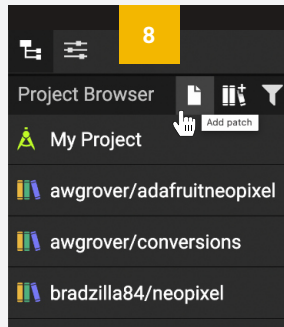 8
Project Browser
Add patch
My Project
awgrover/adafruitneopixel
awgrover/conversions
bradzilla84/neopixel